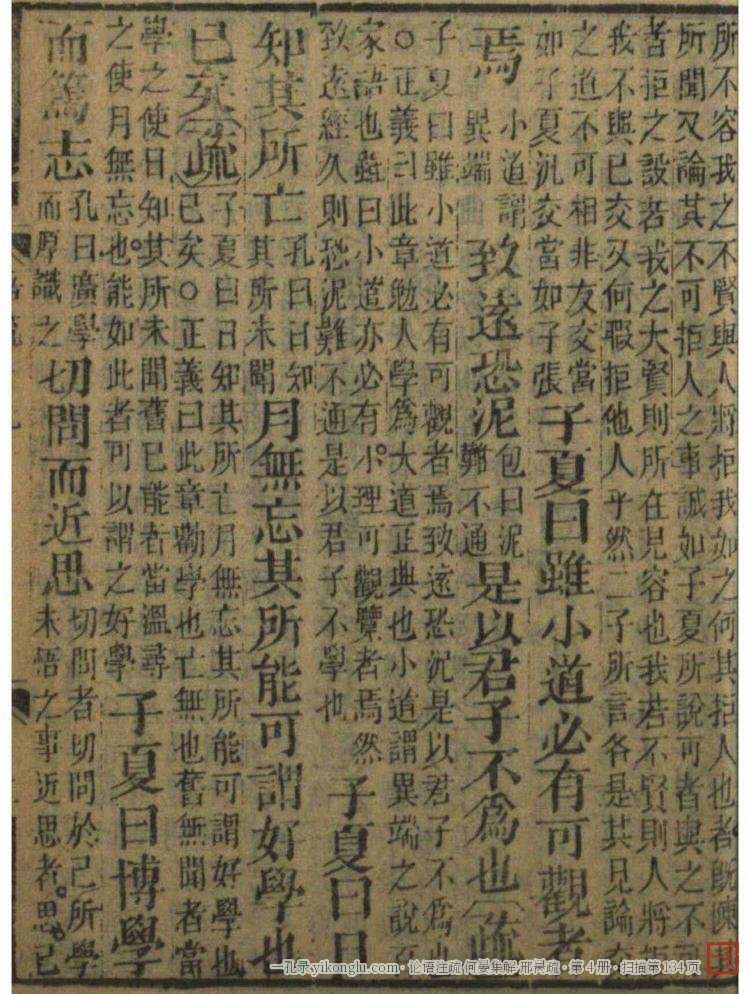 所不容我之不賢與人將拒我如之何其拒人也者既陳
所聞又論其不可拒人之事誠如子夏所說可者與之不可
者拒之設若我之大賢則所在見容也我若不賢則人將拒
我不與已交又何暇拒他人乎然二子所言各是其見論
之道不可相非友交當
如子夏汎交當如子張
子夏曰雖小道必有可觀者
焉
小道謂
異端
致遠恐泥
包曰泥
難不通
是以君子不為也
疏
子夏曰雖小道必有可觀者焉致遠恐泥是以君子不為也
○正義曰此章勉人學為大道正典也小道謂異端之說
家語也雖曰小道亦必有小理可觀覽者焉然
致遠經久則恐泥難不通是以君子不學也
子夏曰日
知其所亡
孔曰日知
其所未聞
月無忘其所能可謂好學也
已矣
疏
子夏曰日知其所亡月無忘其所能可謂好學也
已矣○正義曰此章勸學也亡無也舊無聞者當
學之使日知其所未聞舊已能者當溫尋
之使月無忘也能如此者可以謂之好學
子夏曰博學
而篤志
孔曰廣學
而厚識之
切問而近思
切問者切問於己所學
未悟之事近思者思已
一孔录·yikonglu.com·论语注疏·何晏集解·邢昺疏·第4册·扫描第134页